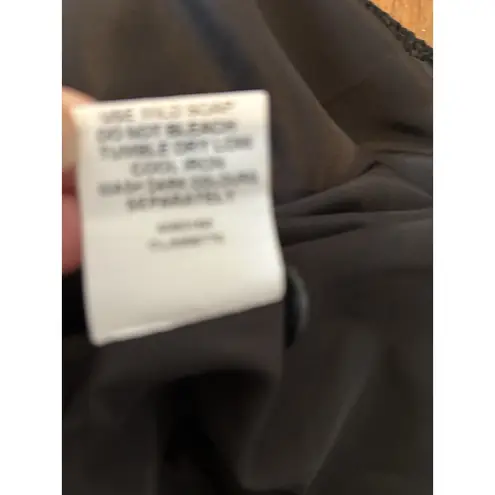 USE MILD SOAP
DO NOT BLEACH
TUMBLE DRY LOW
COOL IRON
WASH DARK COLOURS
SEPARATELY